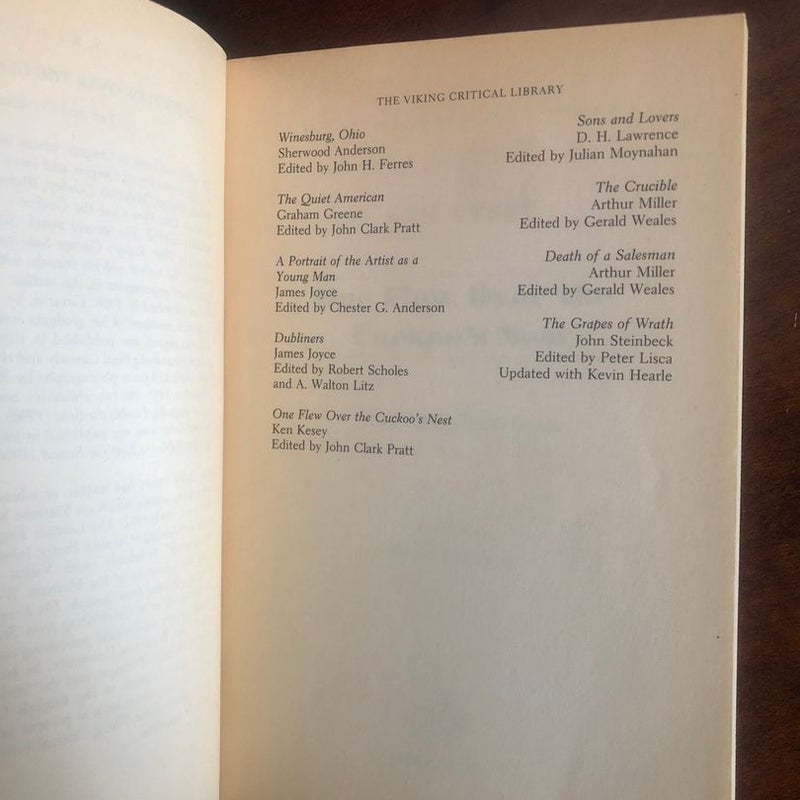 THE VIKING CRITICAL LIBRARY
Winesburg, Ohio
Sherwood Anderson
Edited by John H. Ferres
The Quiet American
Graham Greene
Edited by John Clark Pratt
A Portrait of the Artist as a
Young Man
James Joyce
Edited by Chester G. Anderson
Dubliners
James Joyce
Edited by Robert Scholes
and A. Walton Litz
One Flew Over the Cuckoo's Nest
Ken Kesey
Edited by John Clark Pratt
Sons and Lovers
D. H. Lawrence
Edited by Julian Moynahan
The Crucible
Arthur Miller
Edited by Gerald Weales
Death of a Salesman
Arthur Miller
Edited by Gerald Weales
The Grapes of Wrath
John Steinbeck
Edited by Peter Lisca
Updated with Kevin Hearle